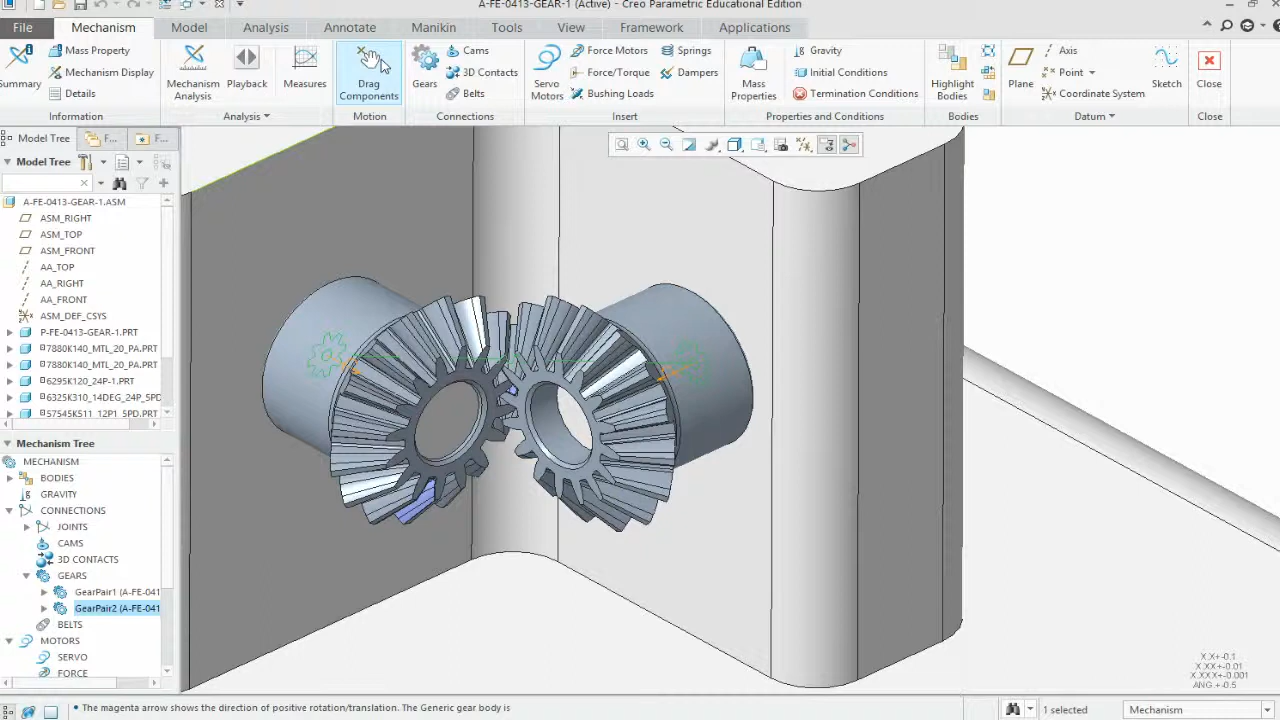 A-FE-0413-GEAR-1 (Active) - Creo Parametric Educational Edition
File Mechanism Model Analysis Annotate Manikin Tools View Framework Applications
Summary
Mass Property
Mechanism Display
Details
Information
Mechanism Analysis
Playback
Measures
Analysis
Drag Components
Motion
Gears
Cams
3D Contacts
Belts
Connections
Servo Motors
Force Motors
Force/Torque
Bushing Loads
Springs
Dampers
Insert
Mass Properties
Gravity
Initial Conditions
Termination Conditions
Properties and Conditions
Highlight Bodies
Bodies
Plane
Axis
Point
Coordinate System
Sketch
Datum
Close
Close
Model Tree
F...
F...
Model Tree
A-FE-0413-GEAR-1.ASM
ASM_RIGHT
ASM_TOP
ASM_FRONT
AA_TOP
AA_RIGHT
AA_FRONT
ASM_DEF_CSYS
P-FE-0413-GEAR-1.PRT
7880K140_MTL_20_PA.PRT
7880K140_MTL_20_PA.PRT
6295K120_24P-1.PRT
6325K310_14DEG_24P_5PD
57545K511_12P1_5PD.PRT
Mechanism Tree
MECHANISM
BODIES
GRAVITY
CONNECTIONS
JOINTS
CAMS
3D CONTACTS
GEARS
GearPair1 (A-FE-041
GearPair2 (A-FE-041
BELTS
MOTORS
SERVO
FORCE
X.X+-0.1
X.XX+-0.01
X.XXX+-0.001
ANG.+-0.5
• The magenta arrow shows the direction of positive rotation/translation. The Generic gear body is
1 selected
Mechanism